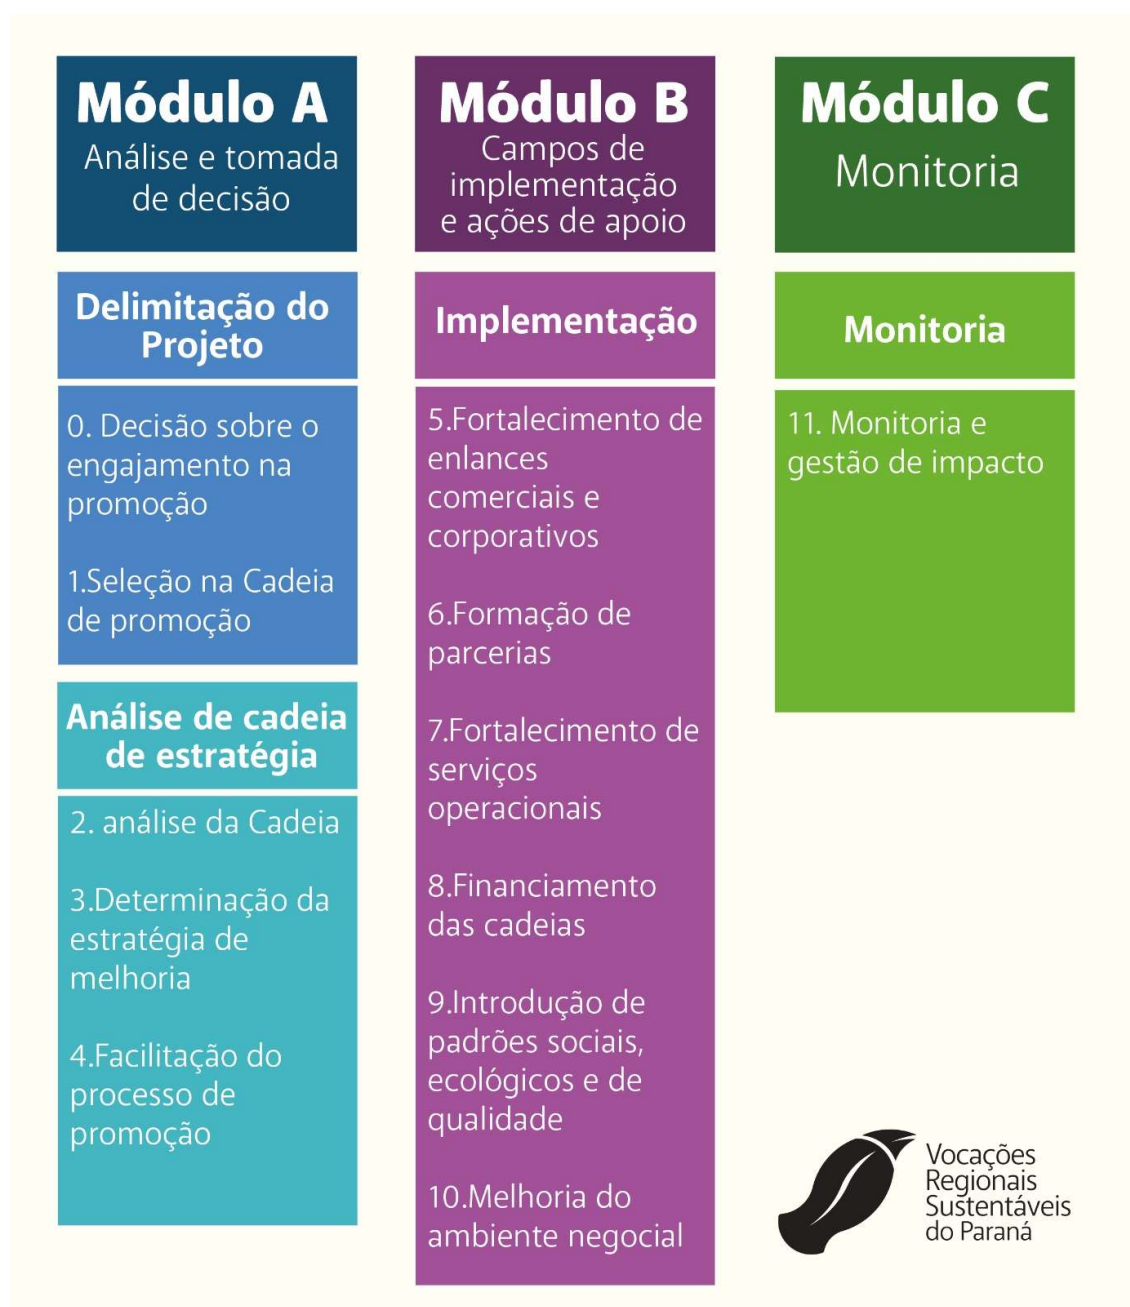 Módulo A
Análise e tomada
de decisão
Delimitação do
Projeto
0. Decisão sobre o
engajamento na
promoção
1.Seleção na Cadeia
de promoção
Análise de cadeia
de estratégia
2. análise da Cadeia
3.Determinação da
estratégia de
melhoria
4.Facilitação do
processo de
promoção
Módulo B
Campos de
implementação
e ações de apoio
Implementação
5.Fortalecimento de
enlances
comerciais e
corporativos
6.Formação de
parcerias
7.Fortalecimento de
serviços
operacionais
8.Financiamento
das cadeias
9.Introdução de
padrões sociais,
ecológicos e de
qualidade
10.Melhoria do
ambiente negocial
Módulo C
Monitoria
Monitoria
11. Monitoria e
gestão de impacto
Vocações
Regionais
Sustentáveis
do Paraná